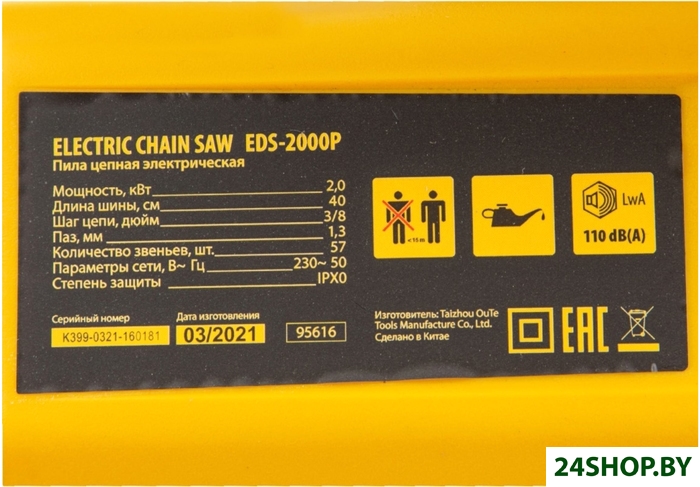 ELECTRIC CHAIN SAW EDS-2000P
Пила цепная электрическая
Мощность, кВт 2,0
Длина шины, см 40
Шаг цепи, дюйм 3/8
Паз, мм 1,3
Количество звеньев, шт. 57
Параметры сети, В~ Гц 230~ 50
Степень защиты IPX0
< 15 m
LwA
110 dB(A)
Серийный номер
K399-0321-160181
Дата изготовления
03/2021
95616
Изготовитель: Taizhou OuTe
Tools Manufacture Co., Ltd.
Сделано в Китае
EAC
24SHOP.BY